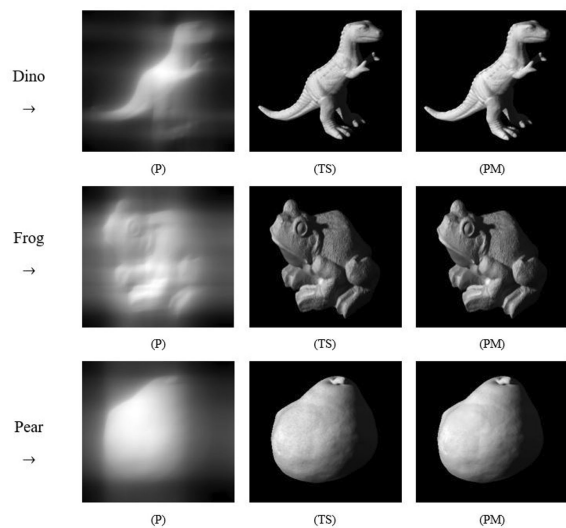 Dino
→
(P) (TS) (PM)
Frog
→
(P) (TS) (PM)
Pear
→
(P) (TS) (PM)